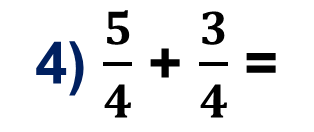 4) 5/4 + 3/4 =